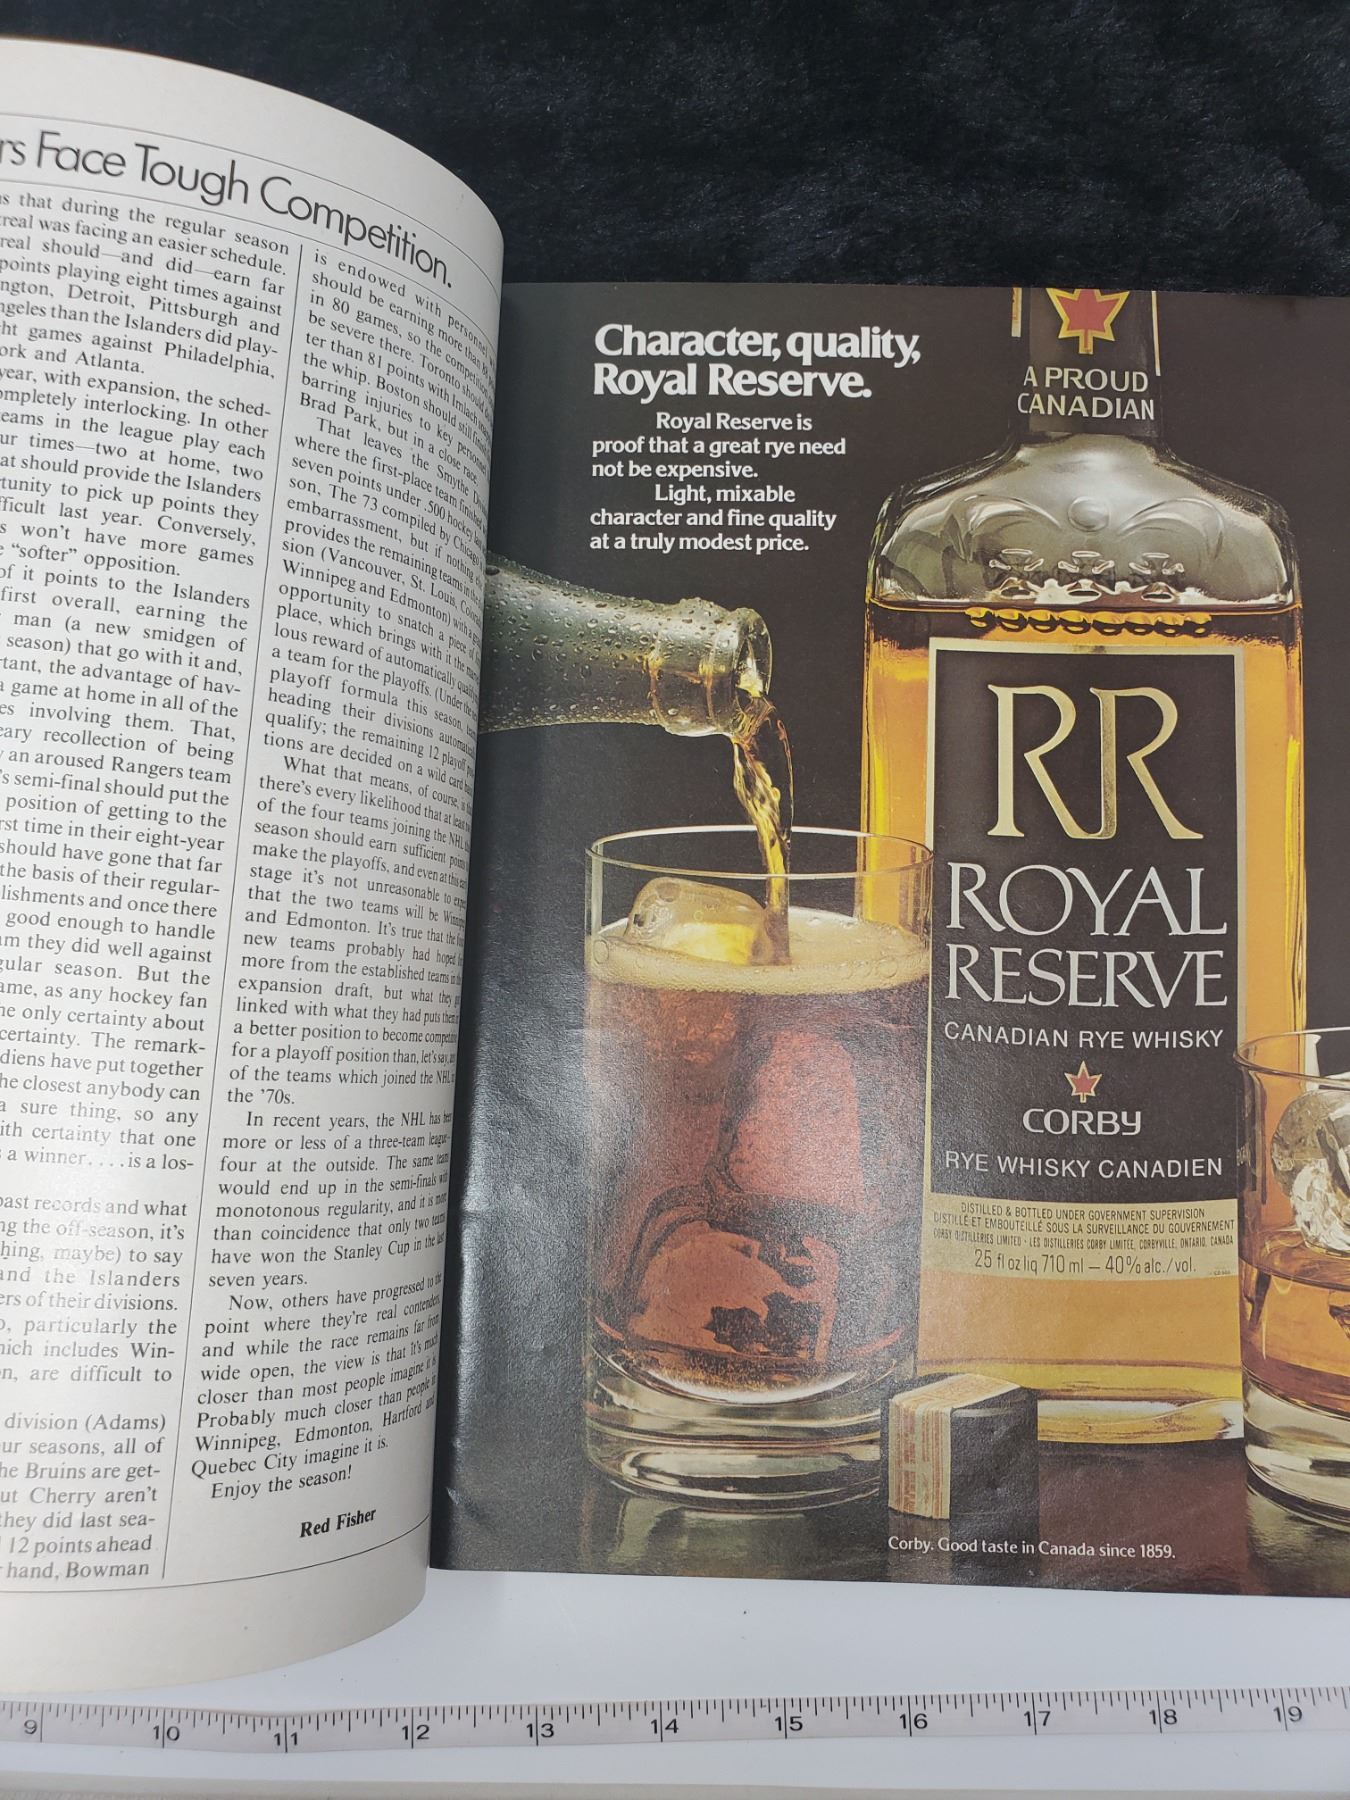 rs Face Tough Competition.
s that during the regular season
real was facing an easier schedule.
real should—and did—earn far
points playing eight times against
ngton, Detroit, Pittsburgh and
ngeles than the Islanders did play-
ht games against Philadelphia,
ork and Atlanta.
year, with expansion, the sched-
ompletely interlocking. In other
teams in the league play each
ur times—two at home, two
at should provide the Islanders
tunity to pick up points they
fficult last year. Conversely,
s won't have more games
e "softer" opposition.
of it points to the Islanders
first overall, earning the
man (a new smidgen of
season) that go with it and,
rtant, the advantage of hav-
a game at home in all of the
es involving them. That,
eary recollection of being
y an aroused Rangers team
's semi-final should put the
position of getting to the
rst time in their eight-year
should have gone that far
the basis of their regular-
lishments and once there
good enough to handle
am they did well against
gular season. But the
ame, as any hockey fan
he only certainty about
certainty. The remark-
diens have put together
he closest anybody can
a sure thing, so any
ith certainty that one
s a winner. . . .is a los-
past records and what
ng the off-season, it's
hing, maybe) to say
and the Islanders
ers of their divisions.
o, particularly the
hich includes Win-
n, are difficult to
division (Adams)
ur seasons, all of
he Bruins are get-
ut Cherry aren't
they did last sea-
12 points ahead
hand, Bowman
is endowed with personnel
should be earning more than
in 80 games, so the competition
be severe there. Toronto should
ter than 81 points with Imlach
the whip. Boston should still
barring injuries to key personnel
Brad Park, but in a close race.
That leaves the Smythe
where the first-place team finished
seven points under .500 hockey
son, The 73 compiled by Chicago
embarrassment, but if nothing
provides the remaining teams in the
sion (Vancouver, St. Louis,
Winnipeg and Edmonton) with a
opportunity to snatch a piece of
place, which brings with it the
lous reward of automatically
a team for the playoffs. (Under the
playoff formula this season,
heading their divisions
qualify; the remaining 12 playoff
tions are decided on a wild card
What that means, of course, is
there's every likelihood that at least
of the four teams joining the NHL
season should earn sufficient points
make the playoffs, and even at this
stage it's not unreasonable to
that the two teams will be
and Edmonton. It's true that the
new teams probably had hoped
more from the established teams in
expansion draft, but what they
linked with what they had puts them
a better position to become
for a playoff position than, let's say,
of the teams which joined the NHL
the '70s.
In recent years, the NHL has
more or less of a three-team league—
four at the outside. The same
would end up in the semi-finals with
monotonous regularity, and it is more
than coincidence that only two teams
have won the Stanley Cup in the last
seven years.
Now, others have progressed to the
point where they're real contenders,
and while the race remains far from
wide open, the view is that it's much
closer than most people imagine it is.
Probably much closer than people in
Winnipeg, Edmonton, Hartford and
Quebec City imagine it is.
Enjoy the season!
Red Fisher
Character, quality,
Royal Reserve.
Royal Reserve is
proof that a great rye need
not be expensive.
Light, mixable
character and fine quality
at a truly modest price.
A PROUD
CANADIAN
RR
ROYAL
RESERVE
CANADIAN RYE WHISKY
CORBY
RYE WHISKY CANADIEN
DISTILLED & BOTTLED UNDER GOVERNMENT SUPERVISION
DISTILLÉ ET EMBOUTEILLÉ SOUS LA SURVEILLANCE DU GOUVERNEMENT
CORBY DISTILLERIES LIMITED · LES DISTILLERIES CORBY LIMITÉE, CORBYVILLE, ONTARIO, CANADA
25 fl oz liq 710 ml — 40% alc./vol.
Corby. Good taste in Canada since 1859.
9 10 11 12 13 14 15 16 17 18 19